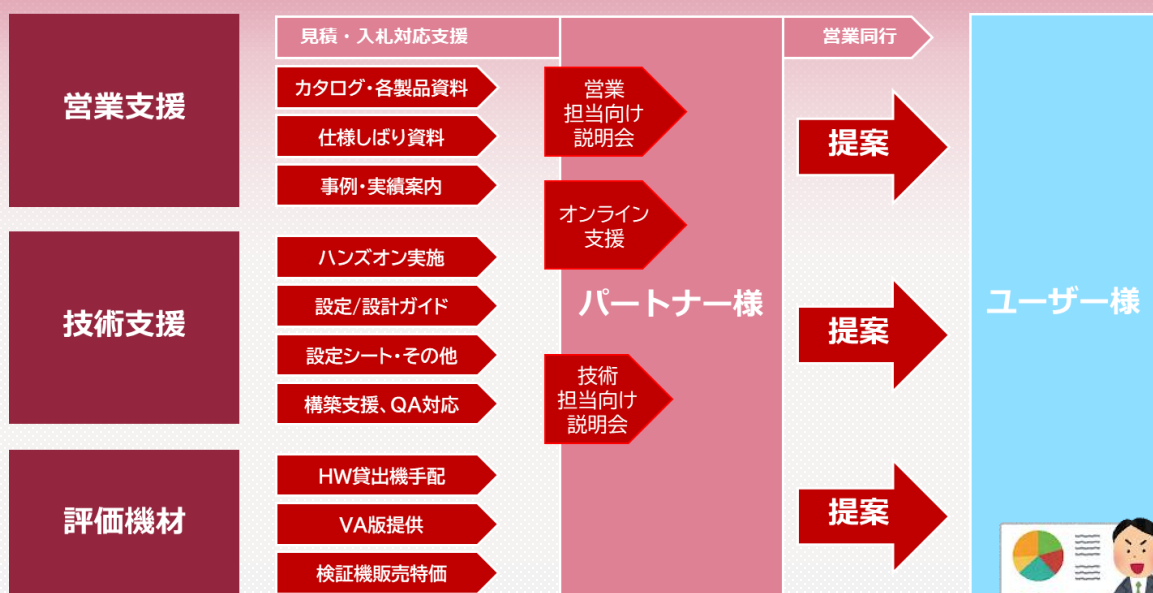 営業支援
見積・入札対応支援
カタログ・各製品資料
仕様しばり資料
事例・実績案内
技術支援
ハンズオン実施
設定/設計ガイド
設定シート・その他
構築支援、QA対応
評価機材
HW貸出機手配
VA版提供
検証機販売特価
営業
担当向け
説明会
オンライン
支援
パートナー様
技術
担当向け
説明会
営業同行
提案
提案
提案
ユーザー様